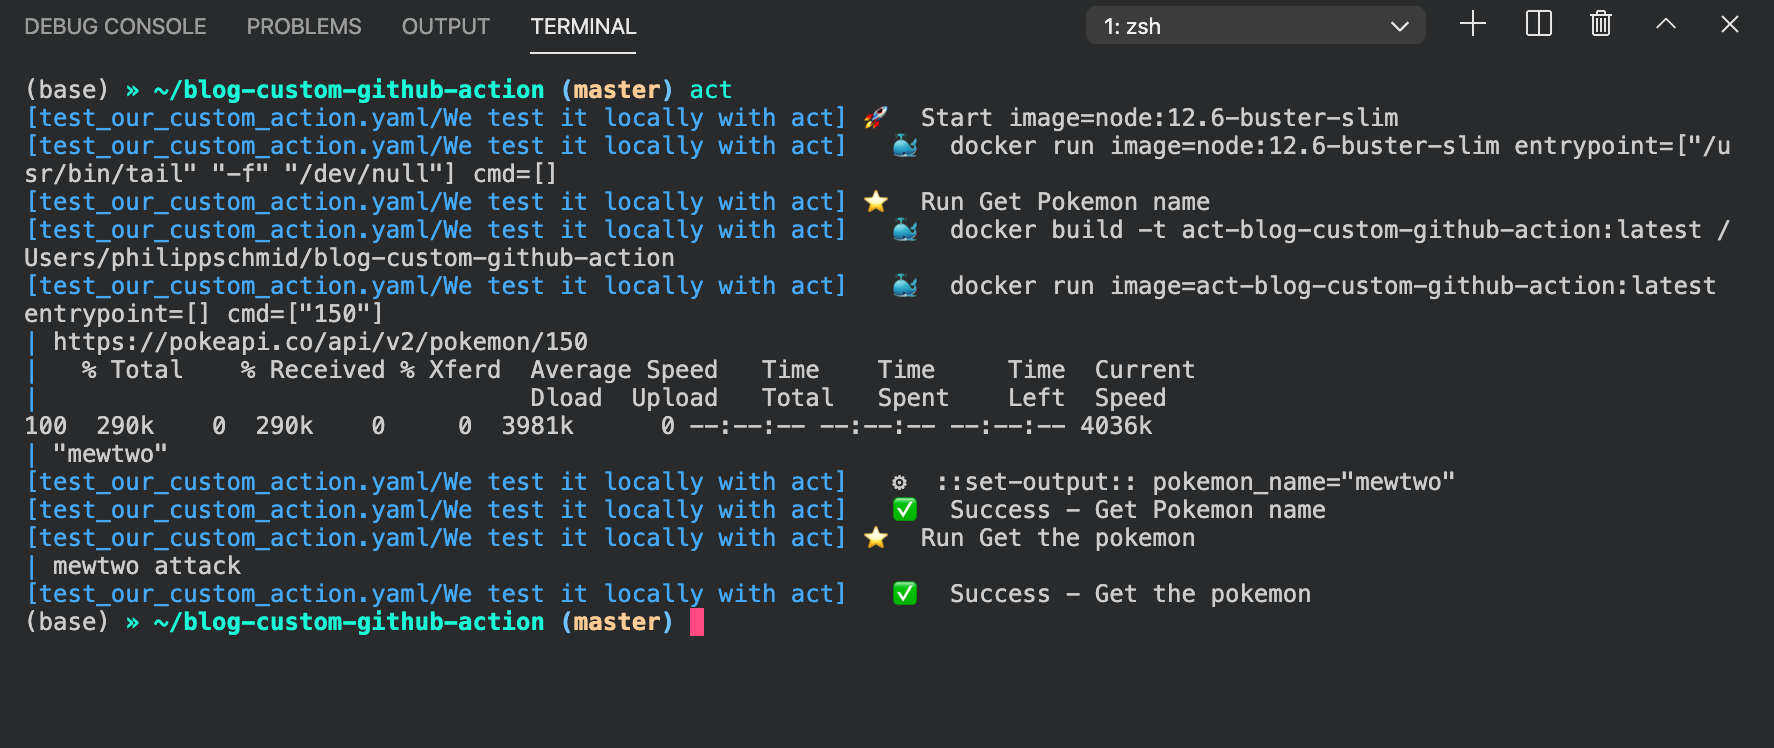 DEBUG CONSOLE PROBLEMS OUTPUT TERMINAL 1: zsh
(base) » ~/blog-custom-github-action (master) act
[test_our_custom_action.yaml/We test it locally with act] 🚀  Start image=node:12.6-buster-slim
[test_our_custom_action.yaml/We test it locally with act]   🐳  docker run image=node:12.6-buster-slim entrypoint=["/u
sr/bin/tail" "-f" "/dev/null"] cmd=[]
[test_our_custom_action.yaml/We test it locally with act] ⭐  Run Get Pokemon name
[test_our_custom_action.yaml/We test it locally with act]   🐳  docker build -t act-blog-custom-github-action:latest /
Users/philippschmid/blog-custom-github-action
[test_our_custom_action.yaml/We test it locally with act]   🐳  docker run image=act-blog-custom-github-action:latest
entrypoint=[] cmd=["150"]
| https://pokeapi.co/api/v2/pokemon/150
|   % Total    % Received % Xferd  Average Speed   Time    Time     Time  Current
|                                  Dload  Upload   Total   Spent    Left  Speed
100  290k    0  290k    0     0  3981k      0 --:--:-- --:--:-- --:--:-- 4036k
| "mewtwo"
[test_our_custom_action.yaml/We test it locally with act]   ⚙  ::set-output:: pokemon_name="mewtwo"
[test_our_custom_action.yaml/We test it locally with act]   ✅  Success - Get Pokemon name
[test_our_custom_action.yaml/We test it locally with act] ⭐  Run Get the pokemon
| mewtwo attack
[test_our_custom_action.yaml/We test it locally with act]   ✅  Success - Get the pokemon
(base) » ~/blog-custom-github-action (master)